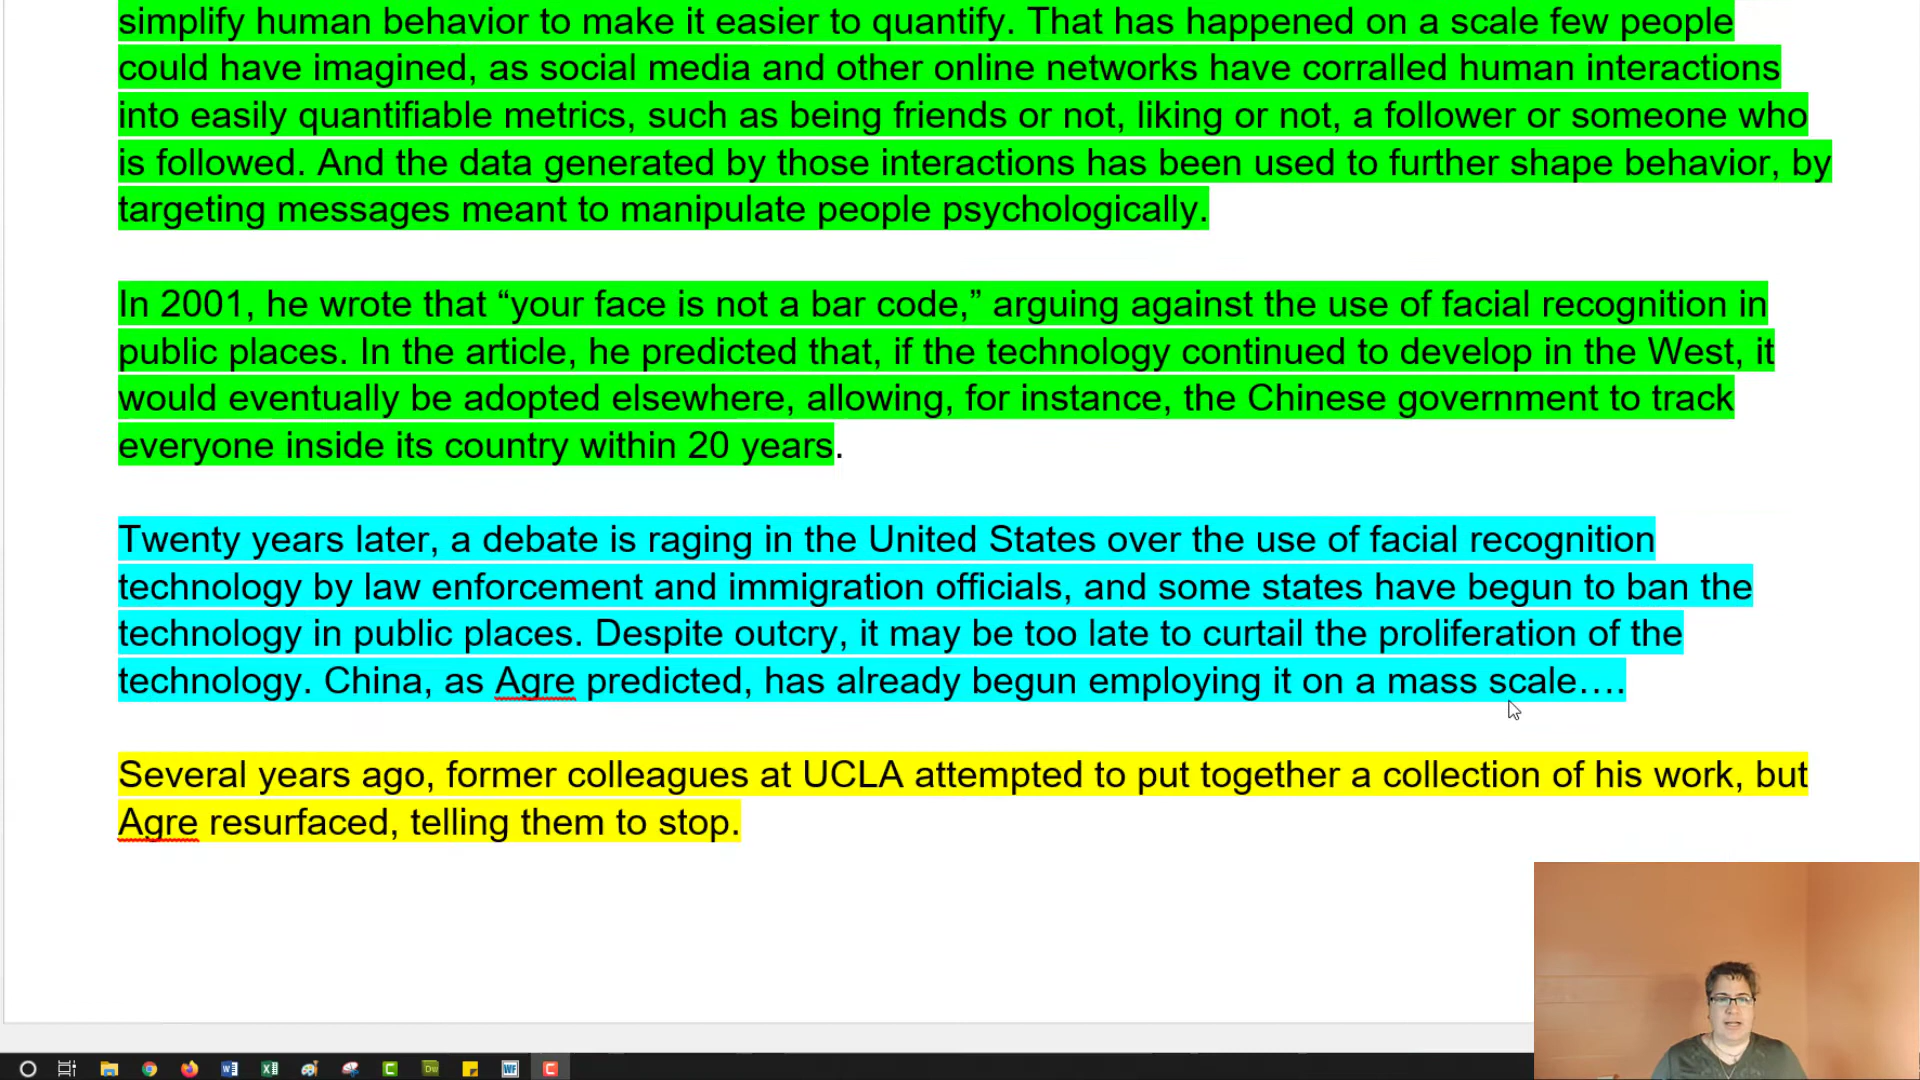 simplify human behavior to make it easier to quantify. That has happened on a scale few people
could have imagined, as social media and other online networks have corralled human interactions
into easily quantifiable metrics, such as being friends or not, liking or not, a follower or someone who
is followed. And the data generated by those interactions has been used to further shape behavior, by
targeting messages meant to manipulate people psychologically.
In 2001, he wrote that “your face is not a bar code,” arguing against the use of facial recognition in
public places. In the article, he predicted that, if the technology continued to develop in the West, it
would eventually be adopted elsewhere, allowing, for instance, the Chinese government to track
everyone inside its country within 20 years.
Twenty years later, a debate is raging in the United States over the use of facial recognition
technology by law enforcement and immigration officials, and some states have begun to ban the
technology in public places. Despite outcry, it may be too late to curtail the proliferation of the
technology. China, as Agre predicted, has already begun employing it on a mass scale….
Several years ago, former colleagues at UCLA attempted to put together a collection of his work, but
Agre resurfaced, telling them to stop.